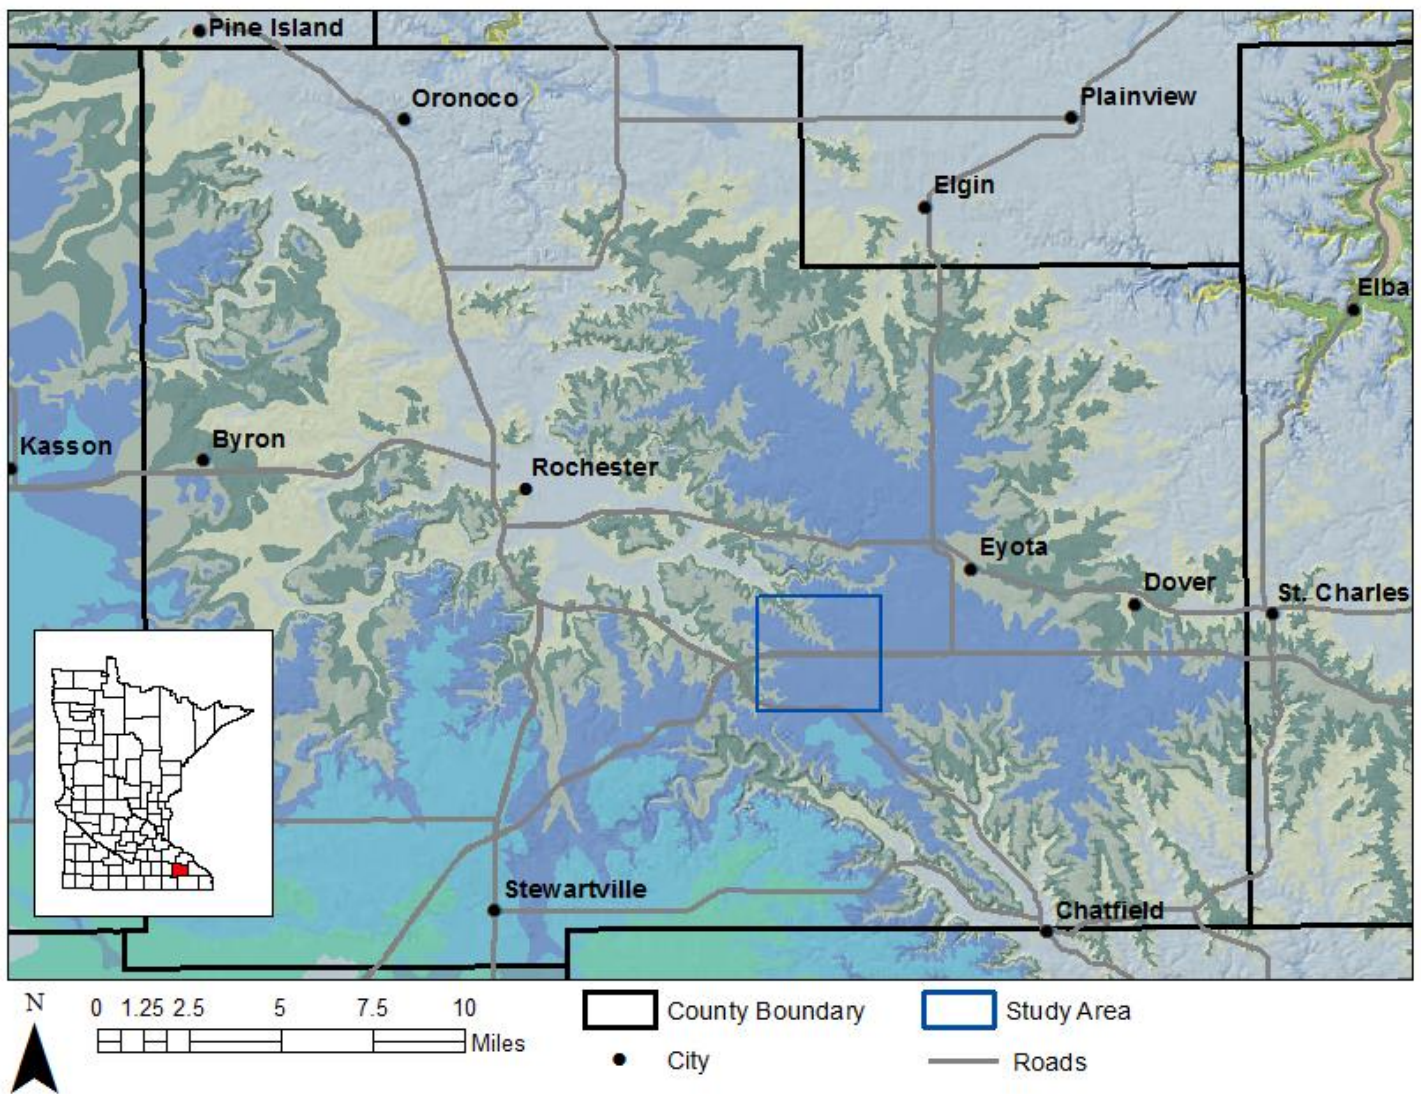 Pine Island
Oronoco
Plainview
Elgin
Elba
Kasson
Byron
Rochester
Eyota
Dover
St. Charles
Stewartville
Chatfield
N
0 1.25 2.5 5 7.5 10
Miles
County Boundary
Study Area
City
Roads